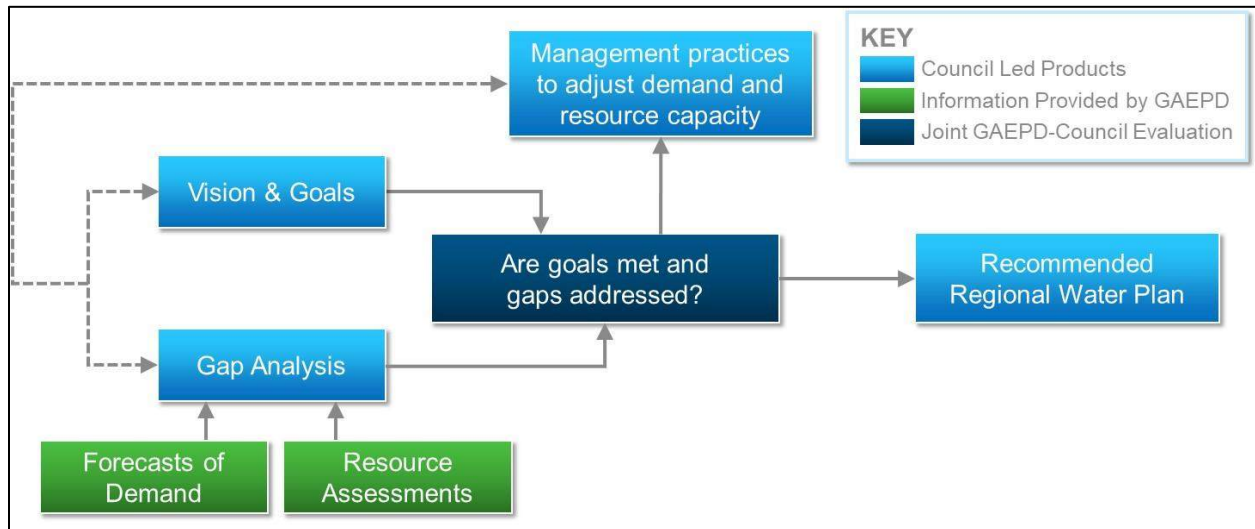 Management practices
to adjust demand and
resource capacity
KEY
Council Led Products
Information Provided by GAEPD
Joint GAEPD-Council Evaluation
Vision & Goals
Are goals met and
gaps addressed?
Recommended
Regional Water Plan
Gap Analysis
Forecasts of
Demand
Resource
Assessments